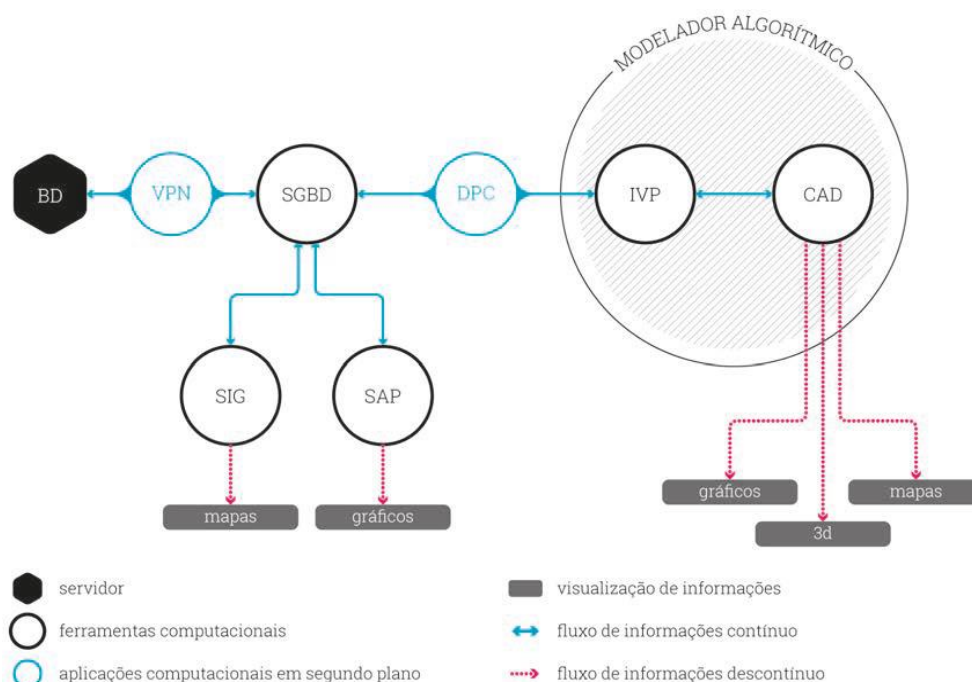 MODELADOR ALGORÍTMICO
BD
VPN
SGBD
DPC
IVP
CAD
SIG
SAP
mapas
gráficos
gráficos
3d
mapas
servidor
ferramentas computacionais
aplicações computacionais em segundo plano
visualização de informações
fluxo de informações contínuo
fluxo de informações descontínuo